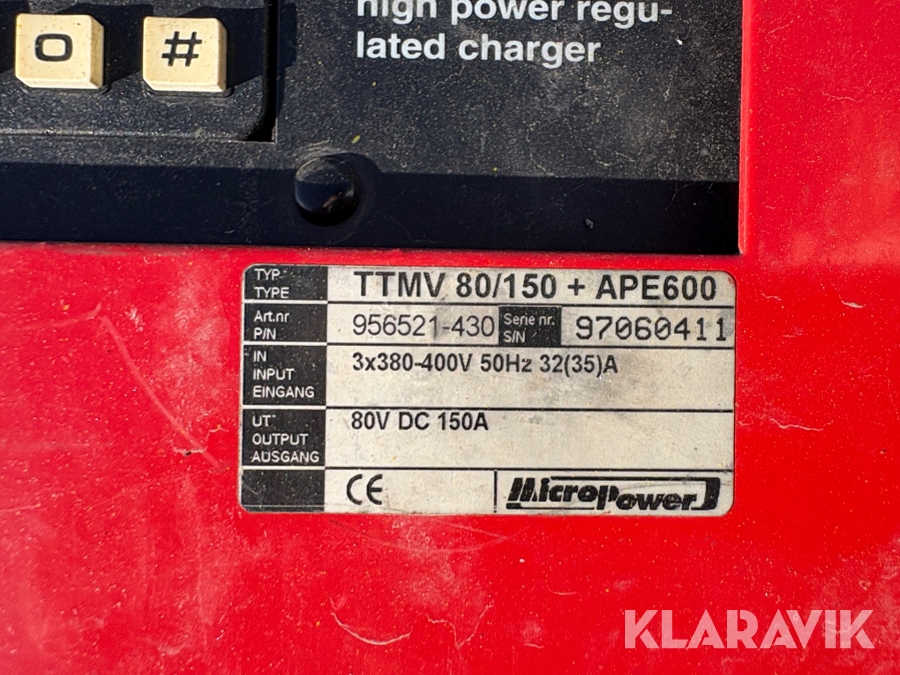 high power regu-
lated charger
0 #
TYP
TYPE
TTMV 80/150 + APE600
Art.nr
P/N
956521-430
Serie nr.
S/N
97060411
IN
INPUT
EINGANG
3x380-400V 50Hz 32(35)A
UT
OUTPUT
AUSGANG
80V DC 150A
CE
Micropower
KLARAVIK